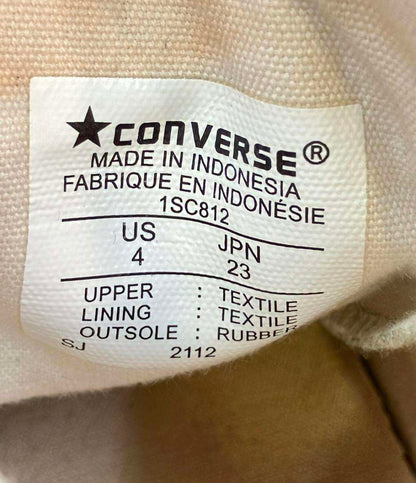 ★CONVERSE®
MADE IN INDONESIA
FABRIQUE EN INDONÉSIE
1SC812
US JPN
4 23
UPPER : TEXTILE
LINING : TEXTILE
OUTSOLE : RUBBER
SJ 2112